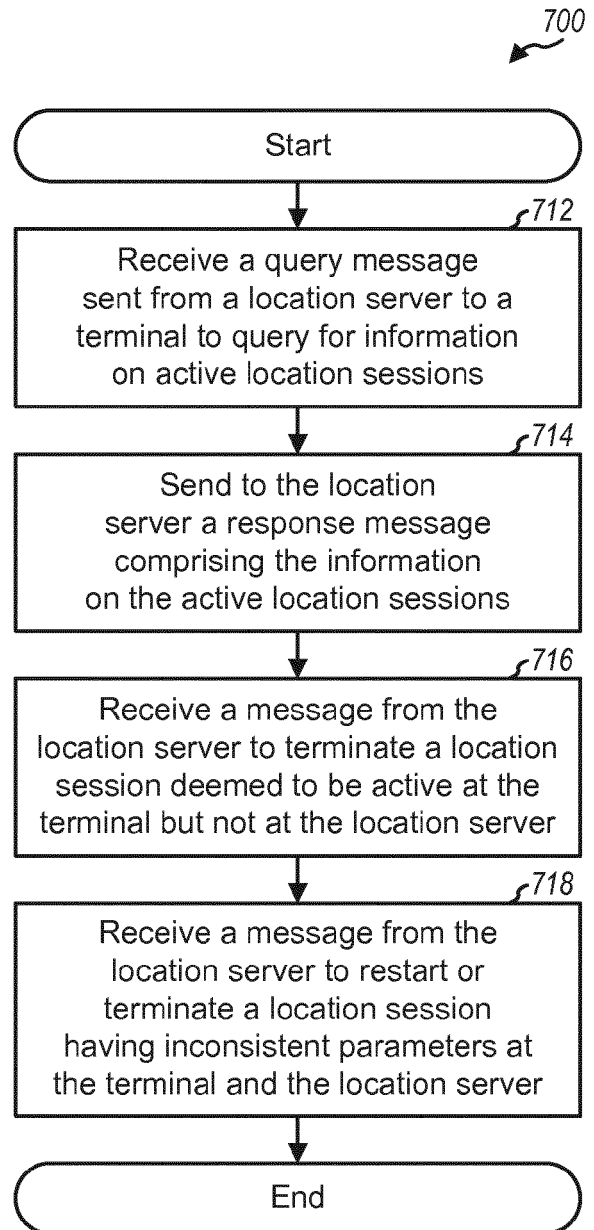 700
Start
712
Receive a query message
sent from a location server to a
terminal to query for information
on active location sessions
714
Send to the location
server a response message
comprising the information
on the active location sessions
716
Receive a message from the
location server to terminate a location
session deemed to be active at the
terminal but not at the location server
718
Receive a message from the
location server to restart or
terminate a location session
having inconsistent parameters at
the terminal and the location server
End